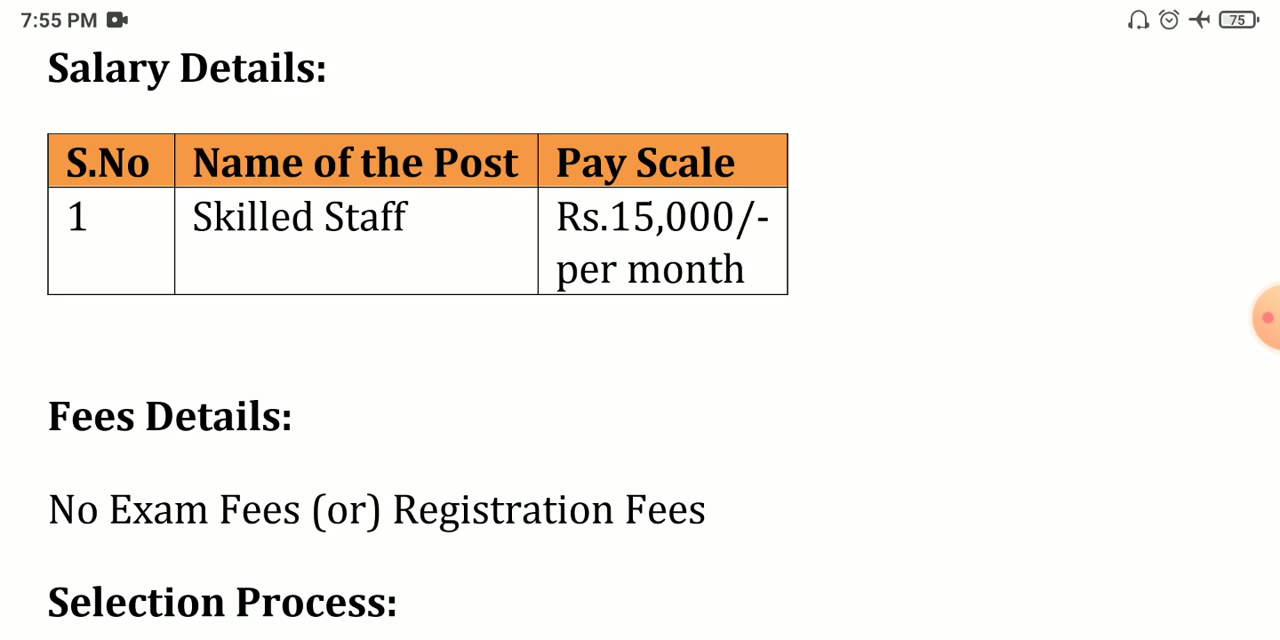 7:55 PM
75
Salary Details:
S.No Name of the Post Pay Scale
1 Skilled Staff Rs.15,000/-
per month
Fees Details:
No Exam Fees (or) Registration Fees
Selection Process: